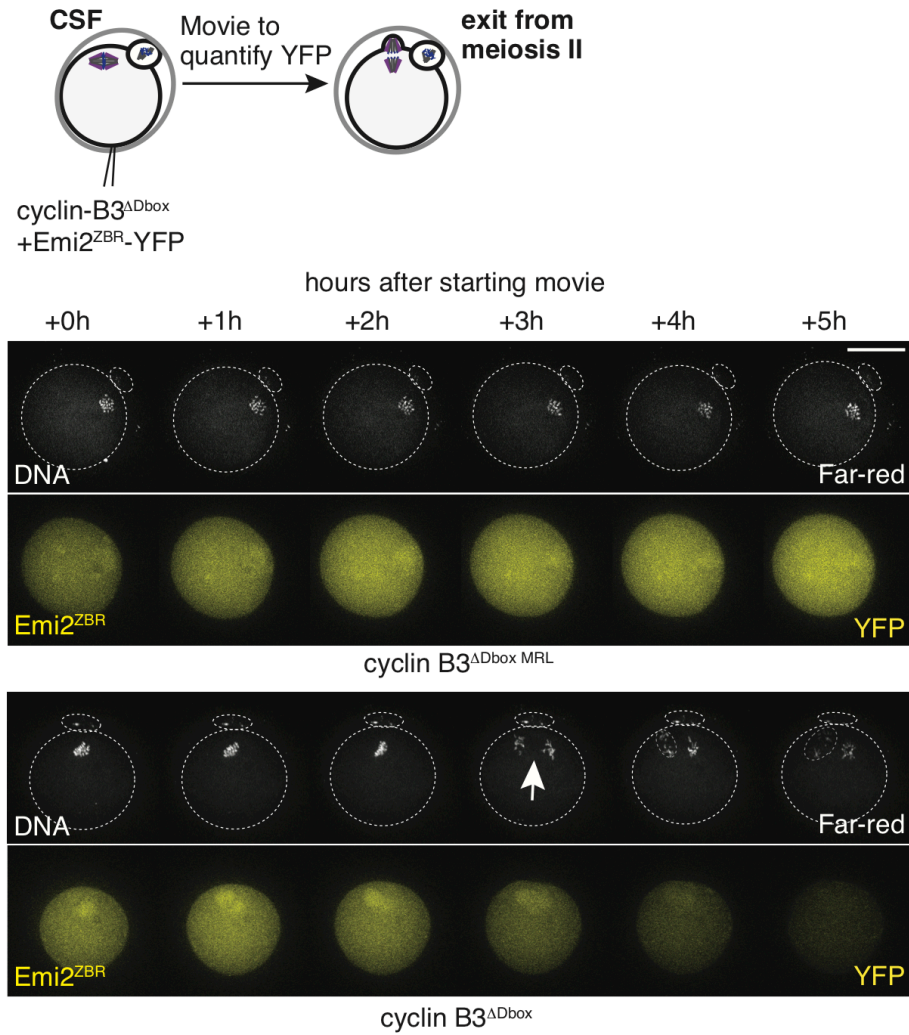 CSF
Movie to
quantify YFP
exit from
meiosis II
cyclin-B3ΔDbox
+Emi2ZBR-YFP
hours after starting movie
+0h +1h +2h +3h +4h +5h
DNA Far-red
Emi2ZBR YFP
cyclin B3ΔDbox MRL
DNA Far-red
Emi2ZBR YFP
cyclin B3ΔDbox